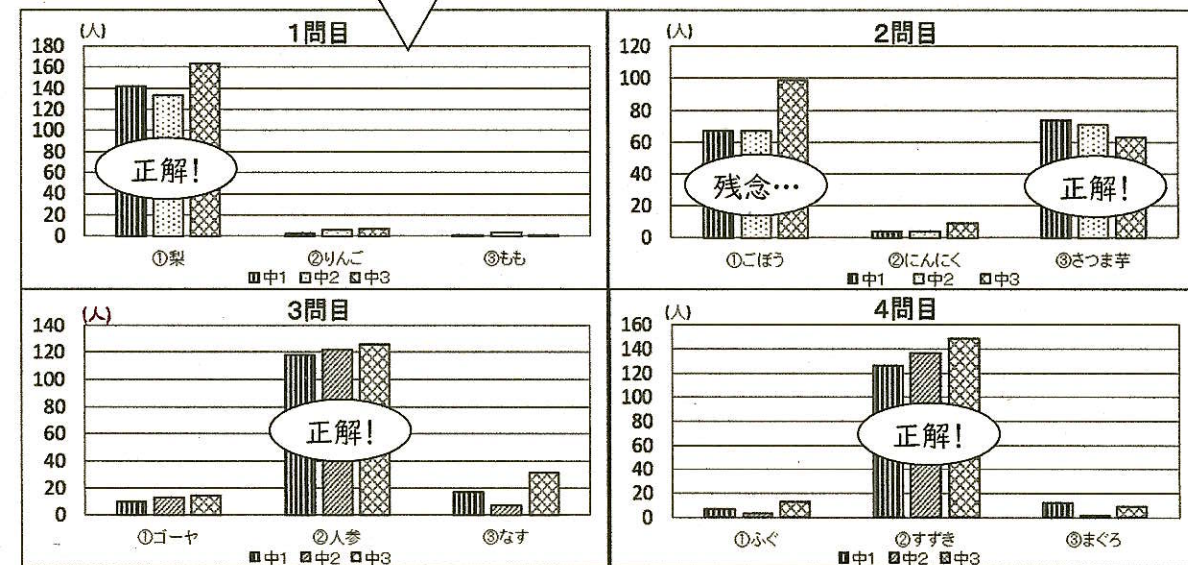 (人)
1問目
180
160
140
120
100
80
60
40
20
0
正解!
①梨
②りんご
③もも
中1 中2 中3
(人)
2問目
120
100
80
60
40
20
0
残念…
正解!
①ごぼう
②にんにく
③さつま芋
中1 中2 中3
(人)
3問目
140
120
100
80
60
40
20
0
正解!
①ゴーヤ
②人参
③なす
中1 中2 中3
(人)
4問目
160
140
120
100
80
60
40
20
0
正解!
①ふぐ
②すずき
③まぐろ
中1 中2 中3